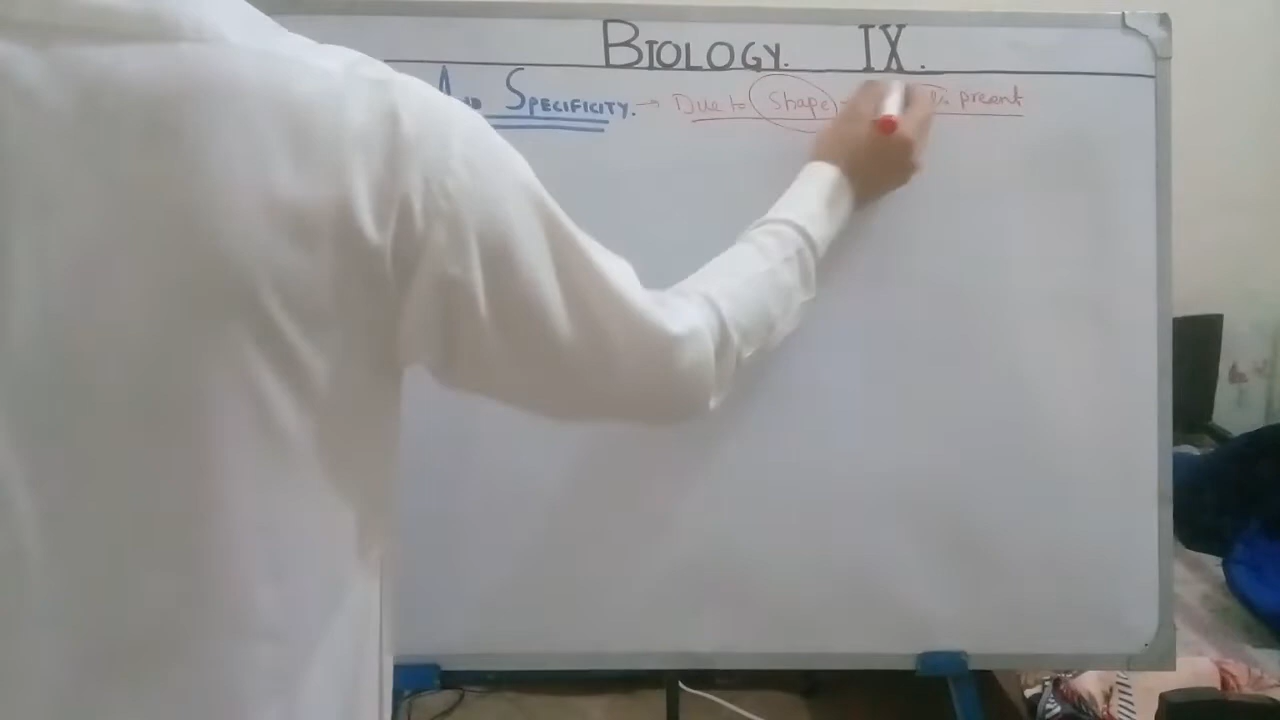 BIOLOGY. IX.
SPECIFICITY. → Due to Shape present